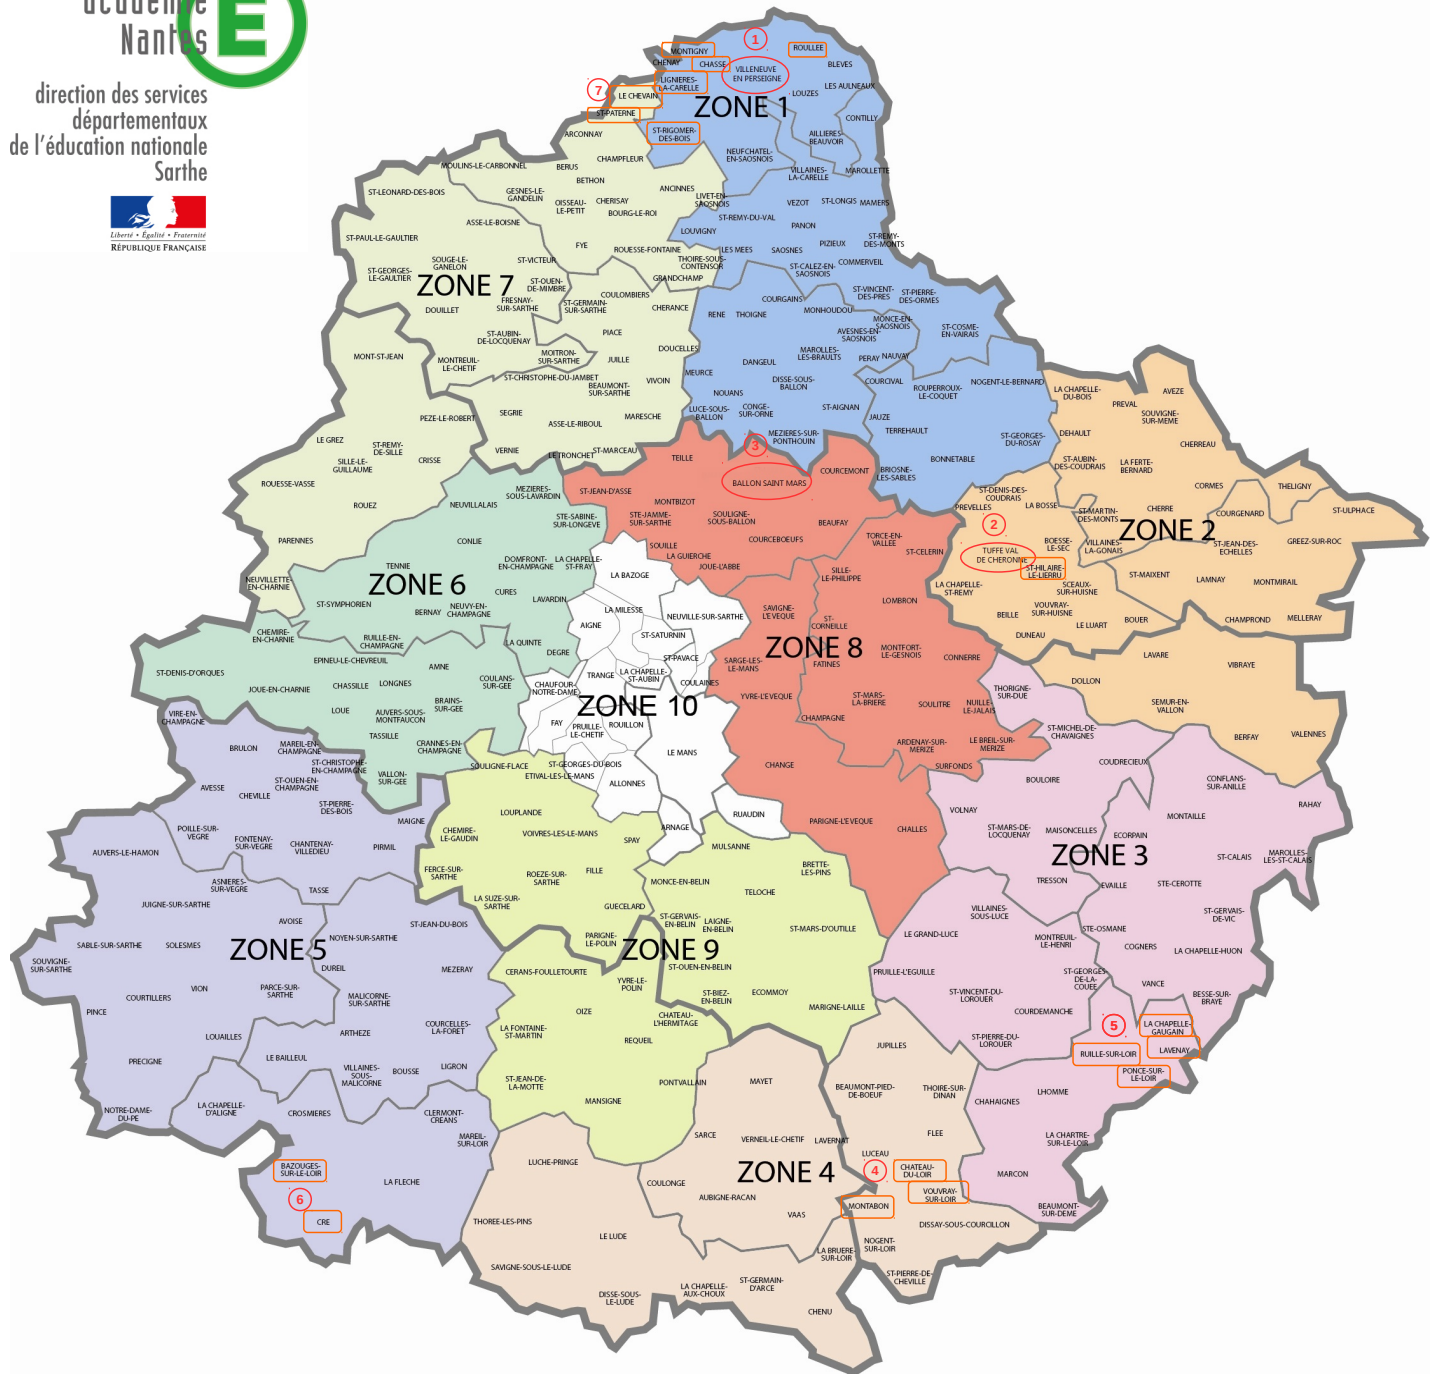 académie
Nantes
E
direction des services
départementaux
de l'éducation nationale
Sarthe
Liberté • Égalité • Fraternité
RÉPUBLIQUE FRANÇAISE
1
MONTIGNY
ROULLEE
CHENAY
CHASSE
VILLENEUVE
EN PERSEIGNE
BLEVES
LIGNIERES-
LA-CARELLE
LES AULNEAUX
7
LE CHEVAIN
LOUZES
ZONE 1
ST-PATERNE
CONTILLY
ARCONNAY
ST-RIGOMER-
DES-BOIS
AILLIERES-
BEAUVOIR
NEUFCHATEL-
EN-SAOSNOIS
CHAMPFLEUR
MOULINS-LE-CARBONNEL
BERUS
VILLAINES-
LA-CARELLE
MAROLLETTE
BETHON
ST-LEONARD-DES-BOIS
GESNES-LE-
GANDELIN
ANCINNES
LIVET-EN-
SAOSNOIS
CHERISAY
OISSEAU-
LE-PETIT
BOURG-LE-ROI
VEZOT
ST-LONGIS
MAMERS
ST-REMY-DU-VAL
PANON
ASSE-LE-BOISNE
LOUVIGNY
ST-PAUL-LE-GAULTIER
FYE
ROUESSE-FONTAINE
LES MEES
SAOSNES
PIZIEUX
ST-REMY-
DES-MONTS
SOUGE-LE-
GANELON
ST-VICTEUR
THOIRE-SOUS-
CONTENSOR
COMMERVEIL
ST-CALEZ-EN-
SAOSNOIS
ST-GEORGES-
LE-GAULTIER
GRANDCHAMP
ZONE 7
ST-OUEN-
DE-MIMBRE
COULOMBIERS
ST-VINCENT-
DES-PRES
ST-PIERRE-
DES-ORMES
FRESNAY-
SUR-SARTHE
ST-GERMAIN-
SUR-SARTHE
CHERANCE
COURGAINS
DOUILLET
RENE
THOIGNE
MONHOUDOU
MONCE-EN-
SAOSNOIS
ST-COSME-
EN-VAIRAIS
ST-AUBIN-
DE-LOCQUENAY
PIACE
AVESNES-EN-
SAOSNOIS
MONT-ST-JEAN
MONTREUIL-
LE-CHETIF
MOITRON-
SUR-SARTHE
JUILLE
DOUCELLES
DANGEUL
MAROLLES-
LES-BRAULTS
PERAY
NAUVAY
ST-CHRISTOPHE-DU-JAMBET
BEAUMONT-
SUR-SARTHE
VIVOIN
MEURCE
DISSE-SOUS-
BALLON
COURCIVAL
ROUPERROUX-
LE-COQUET
NOGENT-LE-BERNARD
NOUANS
LA CHAPELLE-
DU-BOIS
AVEZE
PREVAL
SOUVIGNE-
SUR-MEME
PEZE-LE-ROBERT
SEGRIE
ASSE-LE-RIBOUL
MARESCHE
LUCE-SOUS-
BALLON
CONGE-
SUR-ORNE
ST-AIGNAN
JAUZE
TERREHAULT
LE GREZ
ST-REMY-
DE-SILLE
VERNIE
LE TRONCHET
ST-MARCEAU
3
MEZIERES-SUR-
PONTHOUIN
ST-GEORGES-
DU-ROSAY
DEHAULT
CHERREAU
SILLE-LE-
GUILLAUME
CRISSE
TEILLE
COURCEMONT
BONNETABLE
BRIOSNE-
LES-SABLES
ST-AUBIN-
DES-COUDRAIS
LA FERTE-
BERNARD
ROUESSE-VASSE
BALLON SAINT MARS
MEZIERES-
SOUS-LAVARDIN
ST-JEAN-D'ASSE
ROUEZ
NEUVILLALAIS
MONTBIZOT
ST-DENIS-DES-
COUDRAIS
CORMES
THELIGNY
PREVELLES
LA BOSSE
STE-SABINE-
SUR-LONGEVE
STE-JAMME-
SUR-SARTHE
SOULIGNE-
SOUS-BALLON
BEAUFAY
2
ST-MARTIN-
DES-MONTS
CHERRE
COURGENARD
ST-ULPHACE
ZONE 2
PARENNES
CONLIE
SOUILLE
COURCEBOEUFS
TORCE-EN-
VALLEE
ST-CELERIN
TUFFE VAL
DE CHERONNE
BOESSE-
LE-SEC
VILLAINES-
LA-GONAIS
ST-JEAN-DES-
ECHELLES
GREEZ-SUR-ROC
DOMFRONT-
EN-CHAMPAGNE
LA CHAPELLE-
ST-FRAY
LA GUIERCHE
JOUE-L'ABBE
ST-HILAIRE-
LE-LIERRU
TENNIE
LA BAZOGE
SILLE-
LE-PHILIPPE
ST-MAIXENT
LAMNAY
MONTMIRAIL
NEUVILLETTE-
EN-CHARNIE
ZONE 6
CURES
LAVARDIN
LA CHAPELLE-
ST-REMY
SCEAUX-
SUR-HUISNE
ST-SYMPHORIEN
BERNAY
NEUVY-EN-
CHAMPAGNE
LA MILESSE
NEUVILLE-SUR-SARTHE
SAVIGNE-
L'EVEQUE
LOMBRON
BEILLE
VOUVRAY-
SUR-HUISNE
LE LUART
BOUER
CHAMPROND
MELLERAY
AIGNE
ST-
CORNEILLE
CHEMIRE-
EN-CHARNIE
RUILLE-EN-
CHAMPAGNE
LA QUINTE
DEGRE
ST-SATURNIN
ZONE 8
DUNEAU
EPINEU-LE-CHEVREUIL
AMNE
ST-PAVACE
SARGE-LES-
LE-MANS
FATINES
MONTFORT-
LE-GESNOIS
CONNERRE
LAVARE
VIBRAYE
ST-DENIS-D'ORQUES
TRANGE
LA CHAPELLE-
ST-AUBIN
COULAINES
DOLLON
JOUE-EN-CHARNIE
CHASSILLE
LONGNES
COULANS-
SUR-GEE
CHAUFOUR-
NOTRE-DAME
YVRE-L'EVEQUE
ST-MARS-
LA-BRIERE
SOULITRE
NUILLE-
LE-JALAIS
THORIGNE-
SUR-DUE
SEMUR-EN-
VALLON
ZONE 10
LOUE
AUVERS-SOUS-
MONTFAUCON
BRAINS-
SUR-GEE
VIRE-EN-
CHAMPAGNE
FAY
PRUILLE-
LE-CHETIF
ROUILLON
CHAMPAGNE
ST-MICHEL-DE-
CHAVAIGNES
BERFAY
VALENNES
TASSILLE
BRULON
MAREIL-EN-
CHAMPAGNE
CRANNES-EN-
CHAMPAGNE
LE MANS
ARDENAY-SUR-
MERIZE
LE BREIL-SUR-
MERIZE
COUDRECIEUX
ST-CHRISTOPHE-
EN-CHAMPAGNE
SOULIGNE-FLACE
ST-GEORGES-DU-BOIS
CHANGE
SURFONDS
VALLON-
SUR-GEE
ETIVAL-LES-LE-MANS
BOULOIRE
CONFLANS-
SUR-ANILLE
AVESSE
ST-OUEN-EN-
CHAMPAGNE
CHEVILLE
ALLONNES
RAHAY
ST-PIERRE-
DES-BOIS
LOUPLANDE
RUAUDIN
PARIGNE-L'EVEQUE
VOLNAY
MONTAILLE
MAIGNE
ARNAGE
CHALLES
POILLE-SUR-
VEGRE
FONTENAY-
SUR-VEGRE
CHANTENAY-
VILLEDIEU
PIRMIL
CHEMIRE-
LE-GAUDIN
VOIVRES-LES-LE-MANS
SPAY
MULSANNE
ST-MARS-DE-
LOCQUENAY
MAISONCELLES
ECORPAIN
AUVERS-LE-HAMON
ZONE 3
ST-CALAIS
MAROLLES-
LES-ST-CALAIS
FERCE-SUR-
SARTHE
ROEZE-SUR-
SARTHE
FILLE
BRETTE-
LES-PINS
ASNIERES-
SUR-VEGRE
TASSE
MONCE-EN-BELIN
TELOCHE
TRESSON
EVAILLE
STE-CEROTTE
JUIGNE-SUR-SARTHE
LA SUZE-SUR-
SARTHE
GUECELARD
VILLAINES-
SOUS-LUCE
ST-GERVAIS-
DE-VIC
AVOISE
ST-JEAN-DU-BOIS
ST-GERVAIS-
EN-BELIN
LAIGNE-
EN-BELIN
ST-MARS-D'OUTILLE
STE-OSMANE
SABLE-SUR-SARTHE
SOLESMES
ZONE 5
NOYEN-SUR-SARTHE
PARIGNE-
LE-POLIN
ZONE 9
LE GRAND-LUCE
MONTREUIL-
LE-HENRI
COGNERS
LA CHAPELLE-HUON
SOUVIGNE-
SUR-SARTHE
DUREIL
MEZERAY
CERANS-FOULLETOURTE
ST-OUEN-EN-BELIN
PRUILLE-L'EGUILLE
ST-GEORGES-
DE-LA-
COUEE
VION
PARCE-SUR-
SARTHE
YVRE-LE-
POLIN
VANCE
COURTILLERS
MALICORNE-
SUR-SARTHE
ST-BIEZ-
EN-BELIN
ECOMMOY
ST-VINCENT-DU-
LOROUER
BESSE-SUR-
BRAYE
PINCE
OIZE
CHATEAU-
L'HERMITAGE
MARIGNE-LAILLE
COURDEMANCHE
5
LA CHAPELLE-
GAUGAIN
LOUAILLES
ARTHEZE
COURCELLES-
LA-FORET
LA FONTAINE-
ST-MARTIN
REQUEIL
JUPILLES
ST-PIERRE-DU-
LOROUER
LAVENAY
PRECIGNE
LE BAILLEUL
VILLAINES-
SOUS-
MALICORNE
BOUSSE
LIGRON
RUILLE-SUR-LOIR
PONCE-SUR-
LE-LOIR
ST-JEAN-DE-
LA-MOTTE
PONTVALLAIN
MAYET
BEAUMONT-PIED-
DE-BOEUF
THOIRE-SUR-
DINAN
LHOMME
CHAHAIGNES
NOTRE-DAME-
DU-PE
LA CHAPELLE-
D'ALIGNE
CROSMIERES
CLERMONT-
CREANS
MANSIGNE
MAREIL-
SUR-LOIR
SARCE
VERNEIL-LE-CHETIF
LAVERNAT
FLEE
LA CHARTRE-
SUR-LE-LOIR
BAZOUGES-
SUR-LE-LOIR
LUCHE-PRINGE
ZONE 4
LUCEAU
4
CHATEAU-
DU-LOIR
MARCON
LA FLECHE
COULONGE
6
AUBIGNE-RACAN
VOUVRAY-
SUR-LOIR
MONTABON
CRE
THOREE-LES-PINS
VAAS
BEAUMONT-
SUR-DEME
DISSAY-SOUS-COURCILLON
LE LUDE
LA BRUERE-
SUR-LOIR
NOGENT-
SUR-LOIR
SAVIGNE-SOUS-LE-LUDE
ST-PIERRE-DE-
CHEVILLE
LA CHAPELLE-
AUX-CHOUX
ST-GERMAIN-
D'ARCE
DISSE-SOUS-
LE-LUDE
CHENU